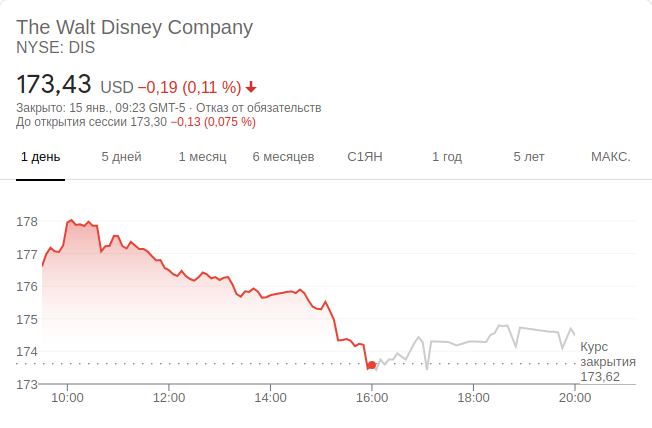 The Walt Disney Company
NYSE: DIS
173,43 USD −0,19 (0,11 %)
Закрыто: 15 янв., 09:23 GMT-5 · Отказ от обязательств
До открытия сессии 173,30 −0,13 (0,075 %)
1 день 5 дней 1 месяц 6 месяцев С1ЯН 1 год 5 лет МАКС.
178
177
176
175
174
173
Курс
закрытия
173,62
10:00 12:00 14:00 16:00 18:00 20:00